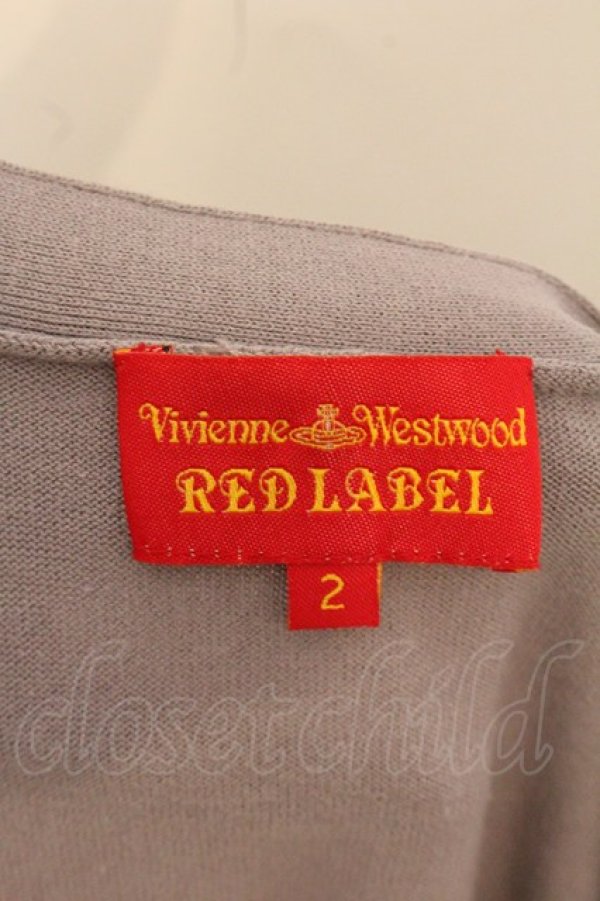 Vivienne Westwood
RED LABEL
2
closetchild